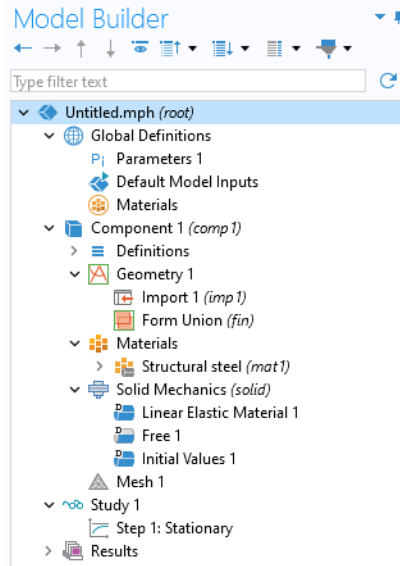 Model Builder
Type filter text
Untitled.mph (root)
Global Definitions
Pi Parameters 1
Default Model Inputs
Materials
Component 1 (comp1)
Definitions
Geometry 1
Import 1 (imp1)
Form Union (fin)
Materials
Structural steel (mat1)
Solid Mechanics (solid)
D Linear Elastic Material 1
D Free 1
D Initial Values 1
Mesh 1
Study 1
Step 1: Stationary
Results